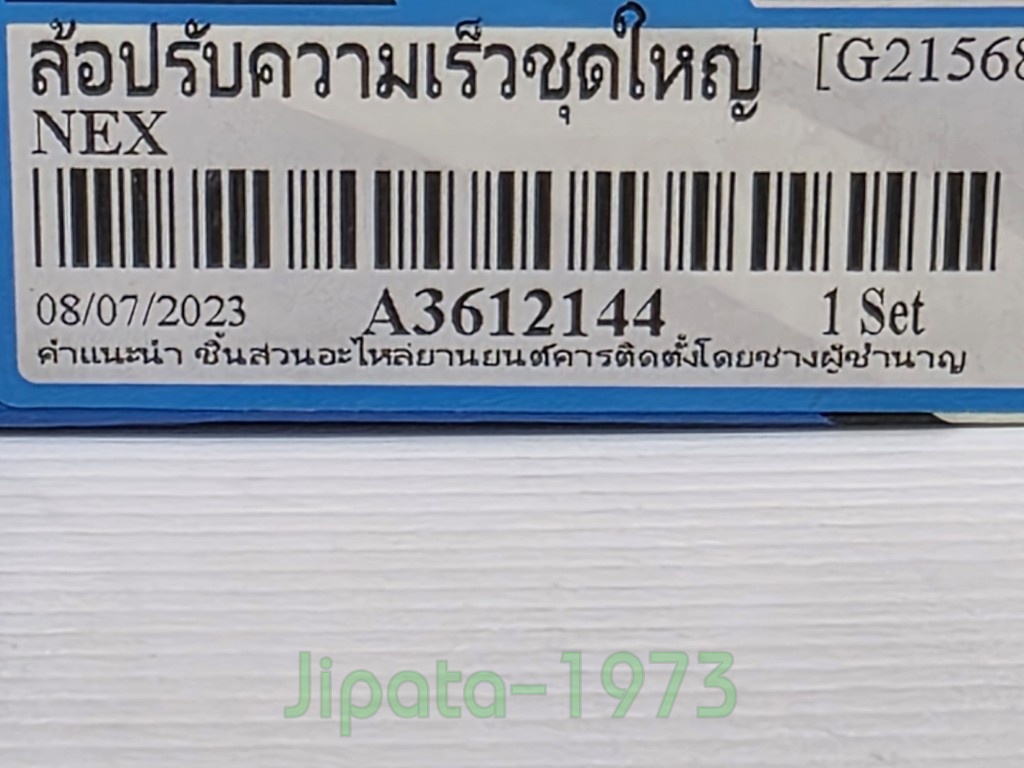 ล้อปรับความเร็วชุดใหญ่ [G21568
NEX
08/07/2023 A3612144 1 Set
คำแนะนำ ชิ้นส่วนอะไหล่ยานยนต์ควรติดตั้งโดยช่างผู้ชำนาญ
Jipata-1973